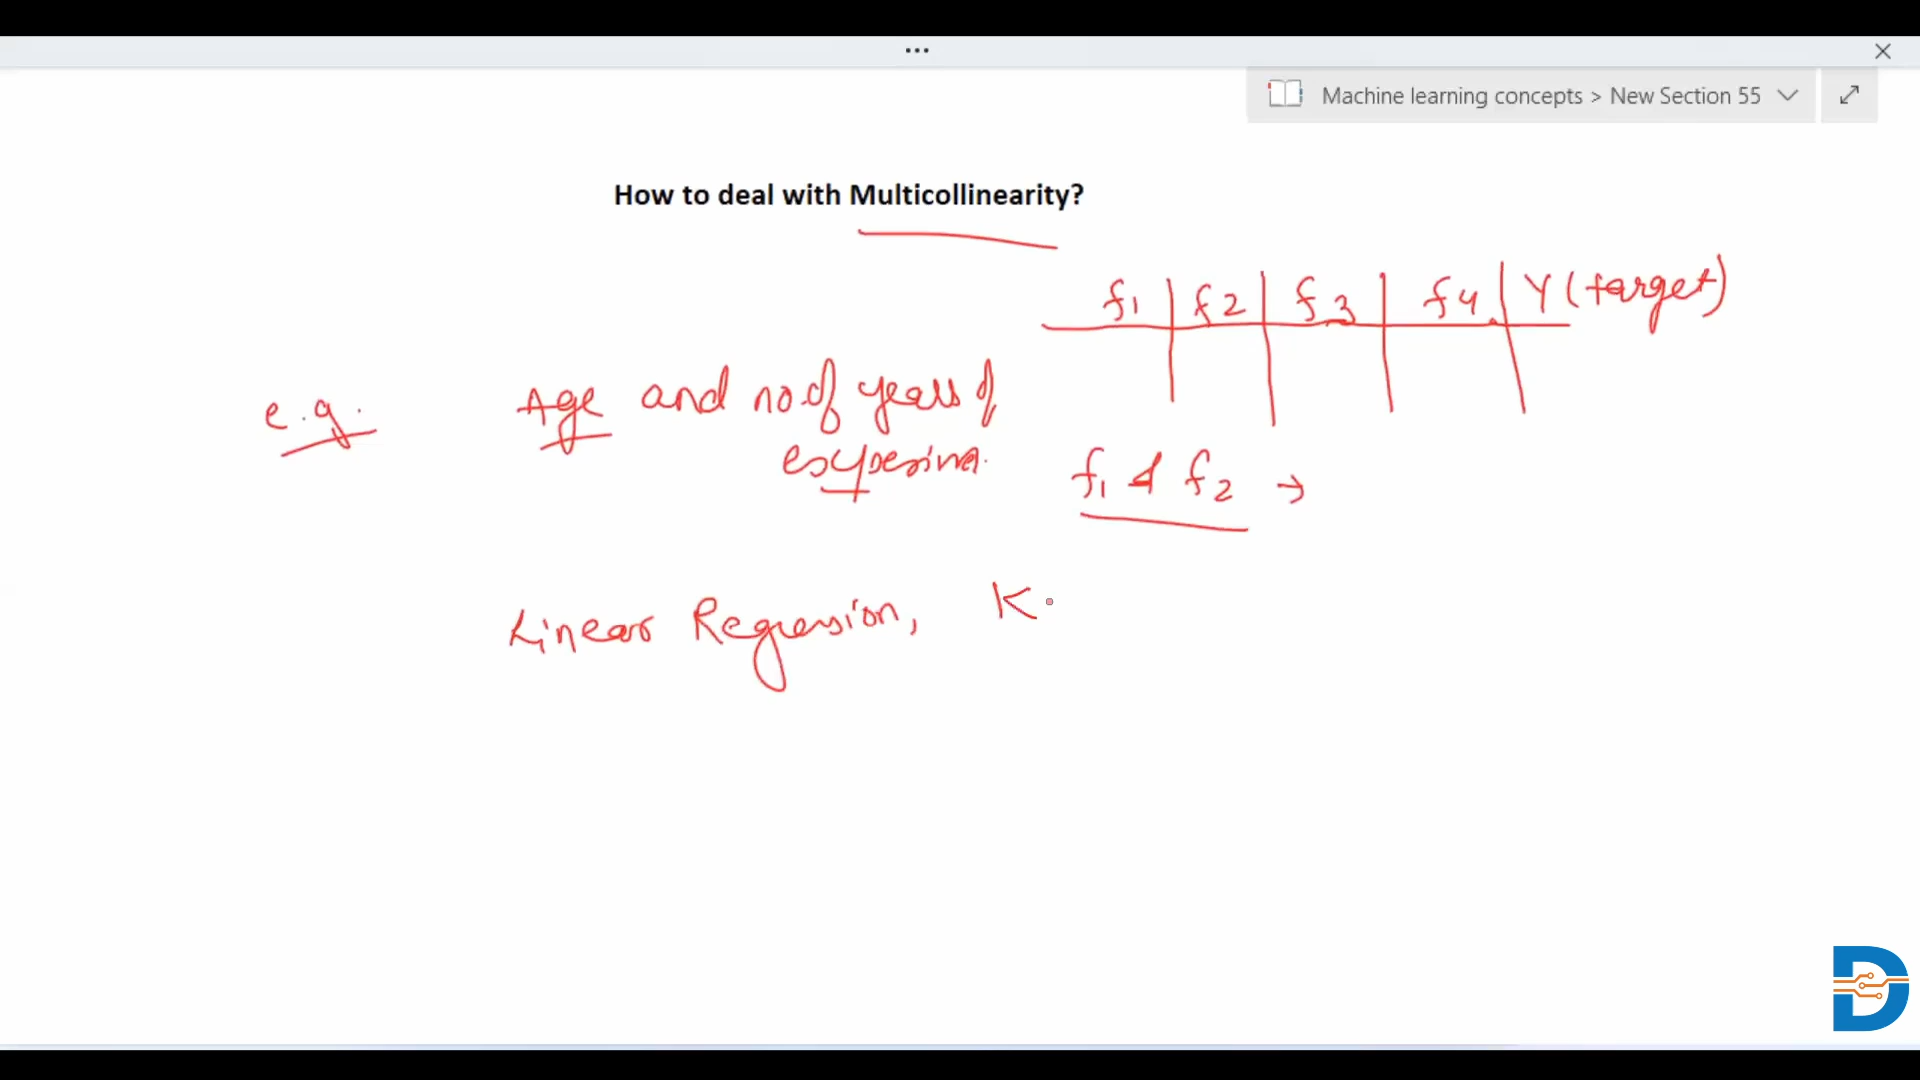 ...
Machine learning concepts > New Section 55
How to deal with Multicollinearity?
f1 f2 f3 f4 Y (target)
e.g. Age and no. of years of
f1 & f2 →
Linear Regression, K